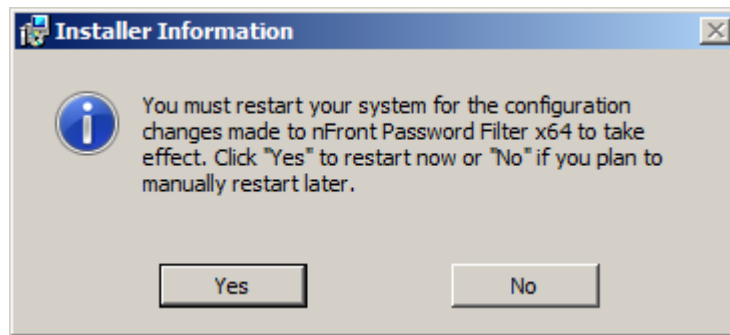 Installer Information
You must restart your system for the configuration
changes made to nFront Password Filter x64 to take
effect. Click "Yes" to restart now or "No" if you plan to
manually restart later.
Yes No